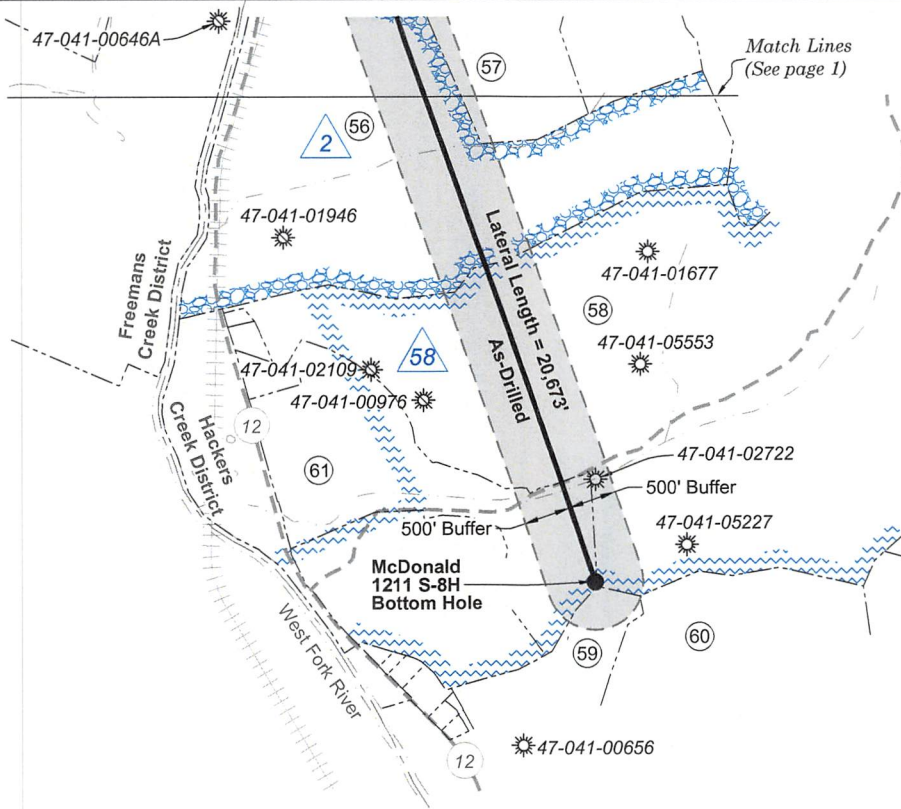 47-041-00646A
57
Match Lines
(See page 1)
56
2
47-041-01946
47-041-01677
Freemans
Creek District
Lateral Length = 20,673'
As-Drilled
58
47-041-05553
58
47-041-02109
47-041-00976
12
Hackers
Creek District
61
47-041-02722
500' Buffer
500' Buffer
47-041-05227
McDonald
1211 S-8H
Bottom Hole
West Fork River
59
60
47-041-00656
12